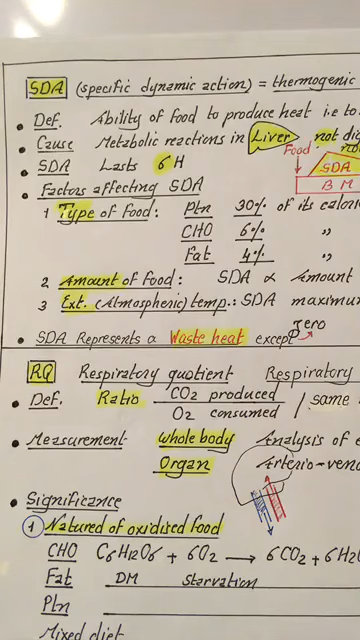 SDA (specific dynamic action) = thermogenic
• Def. Ability of food to produce heat i.e to
• Cause Metabolic reactions in Liver not
• SDA Lasts 6 H
Food SDA
BM
• Factors affecting SDA
1 Type of food: Ptn 30% of its calori
CHO 6% ,,
Fat 4% ,,
2 Amount of food: SDA ∝ Amount
3 Ext. (Atmospheric) temp.: SDA maximu
• SDA Represents a Waste heat except zero
RQ Respiratory quotient Respiratory
• Def. Ratio CO2 produced / same
O2 consumed
• Measurement whole body Analysis of e
Organ Arterio-veno
• Significance
1 Natured of oxidised food
CHO C6H12O6 + 6O2 → 6CO2 + 6H2
Fat DM Starvation
Ptn
Mixed diet